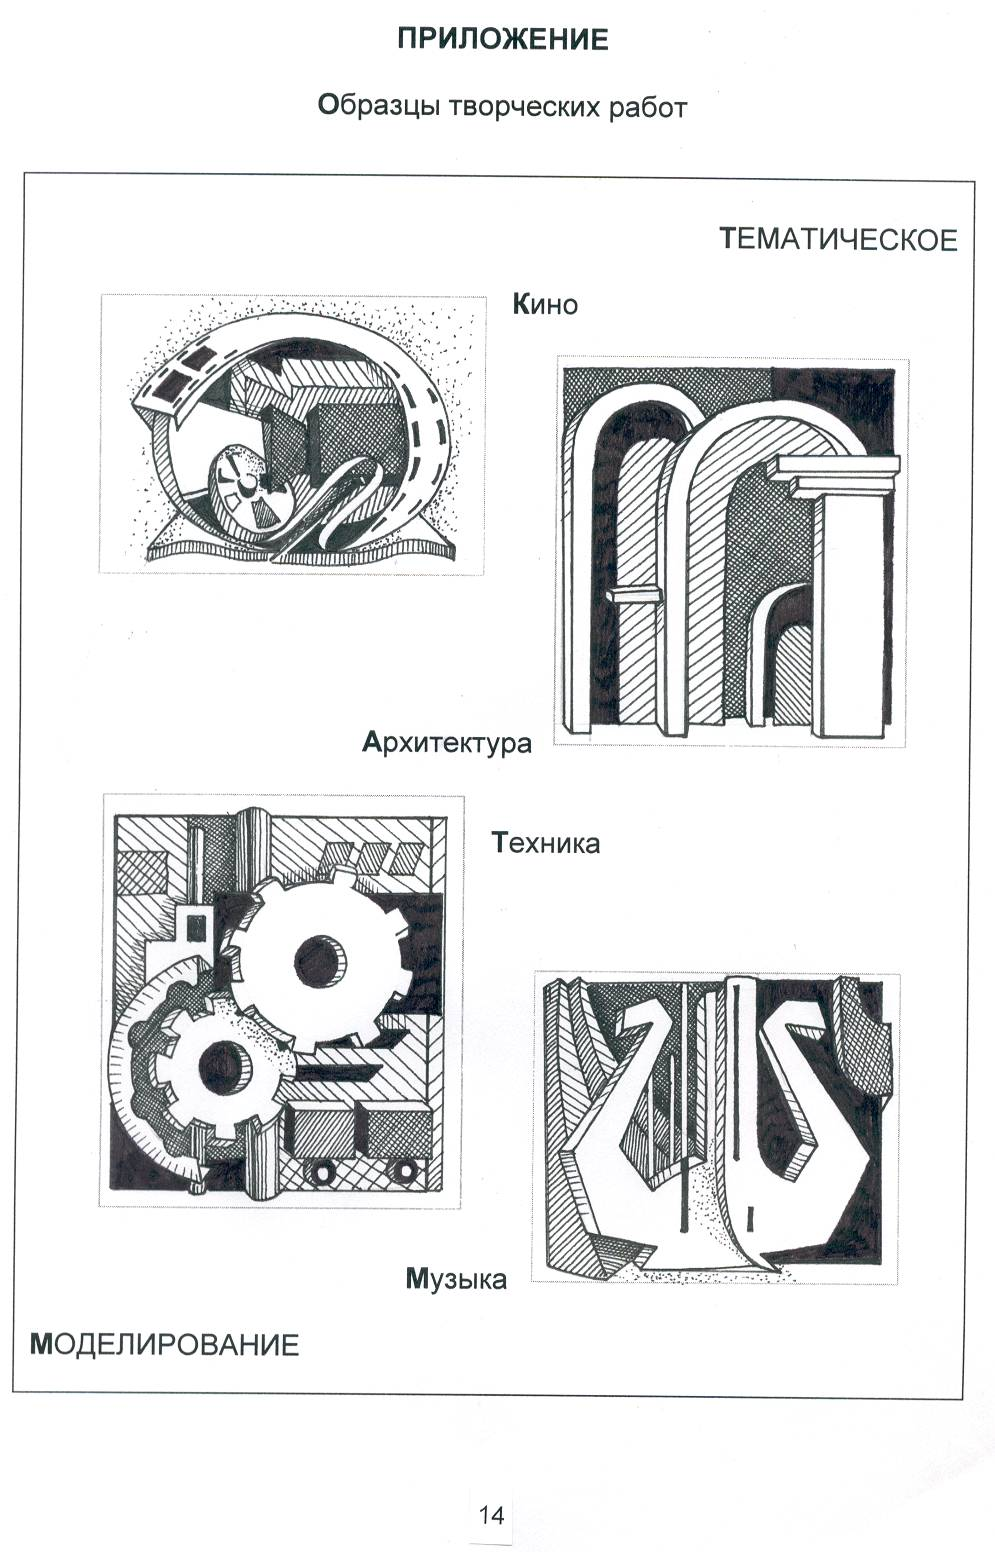 ПРИЛОЖЕНИЕ
Образцы творческих работ
ТЕМАТИЧЕСКОЕ
Кино
Архитектура
Техника
Музыка
МОДЕЛИРОВАНИЕ
14